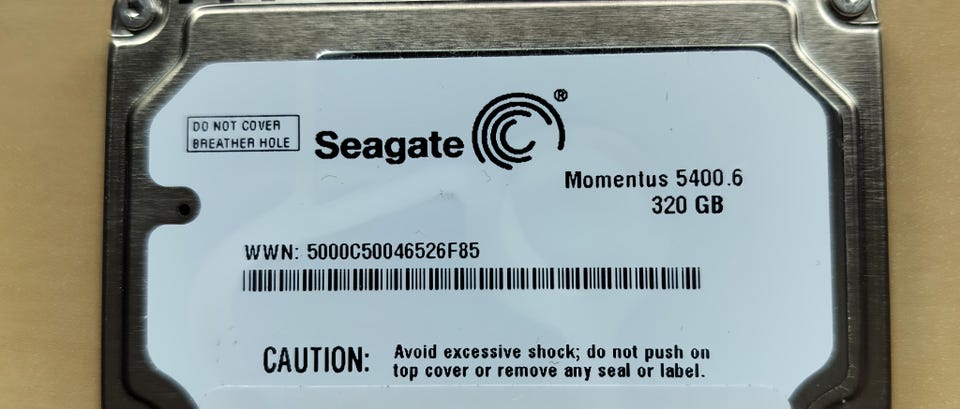 DO NOT COVER
BREATHER HOLE
Seagate ®
Momentus 5400.6
320 GB
WWN: 5000C50046526F85
CAUTION: Avoid excessive shock; do not push on
top cover or remove any seal or label.